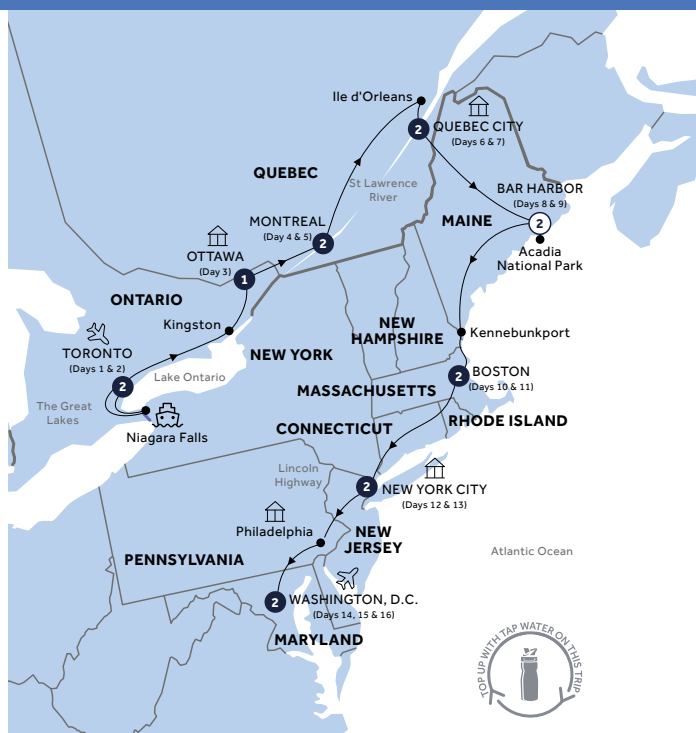 Ile d'Orleans
2
QUEBEC CITY
(Days 6 & 7)
QUEBEC
St Lawrence
River
BAR HARBOR
(Days 8 & 9)
2
MAINE
Acadia
National Park
MONTREAL
(Day 4 & 5)
2
OTTAWA
(Day 3)
1
ONTARIO
Kingston
TORONTO
(Days 1 & 2)
2
Lake Ontario
The Great
Lakes
Niagara Falls
NEW YORK
NEW
HAMPSHIRE
Kennebunkport
2
BOSTON
(Days 10 & 11)
MASSACHUSETTS
CONNECTICUT
RHODE ISLAND
Lincoln
Highway
2
NEW YORK CITY
(Days 12 & 13)
Philadelphia
NEW
JERSEY
PENNSYLVANIA
Atlantic Ocean
2
WASHINGTON, D.C.
(Days 14, 15 & 16)
MARYLAND
TOP UP WITH TAP WATER ON THIS TRIP